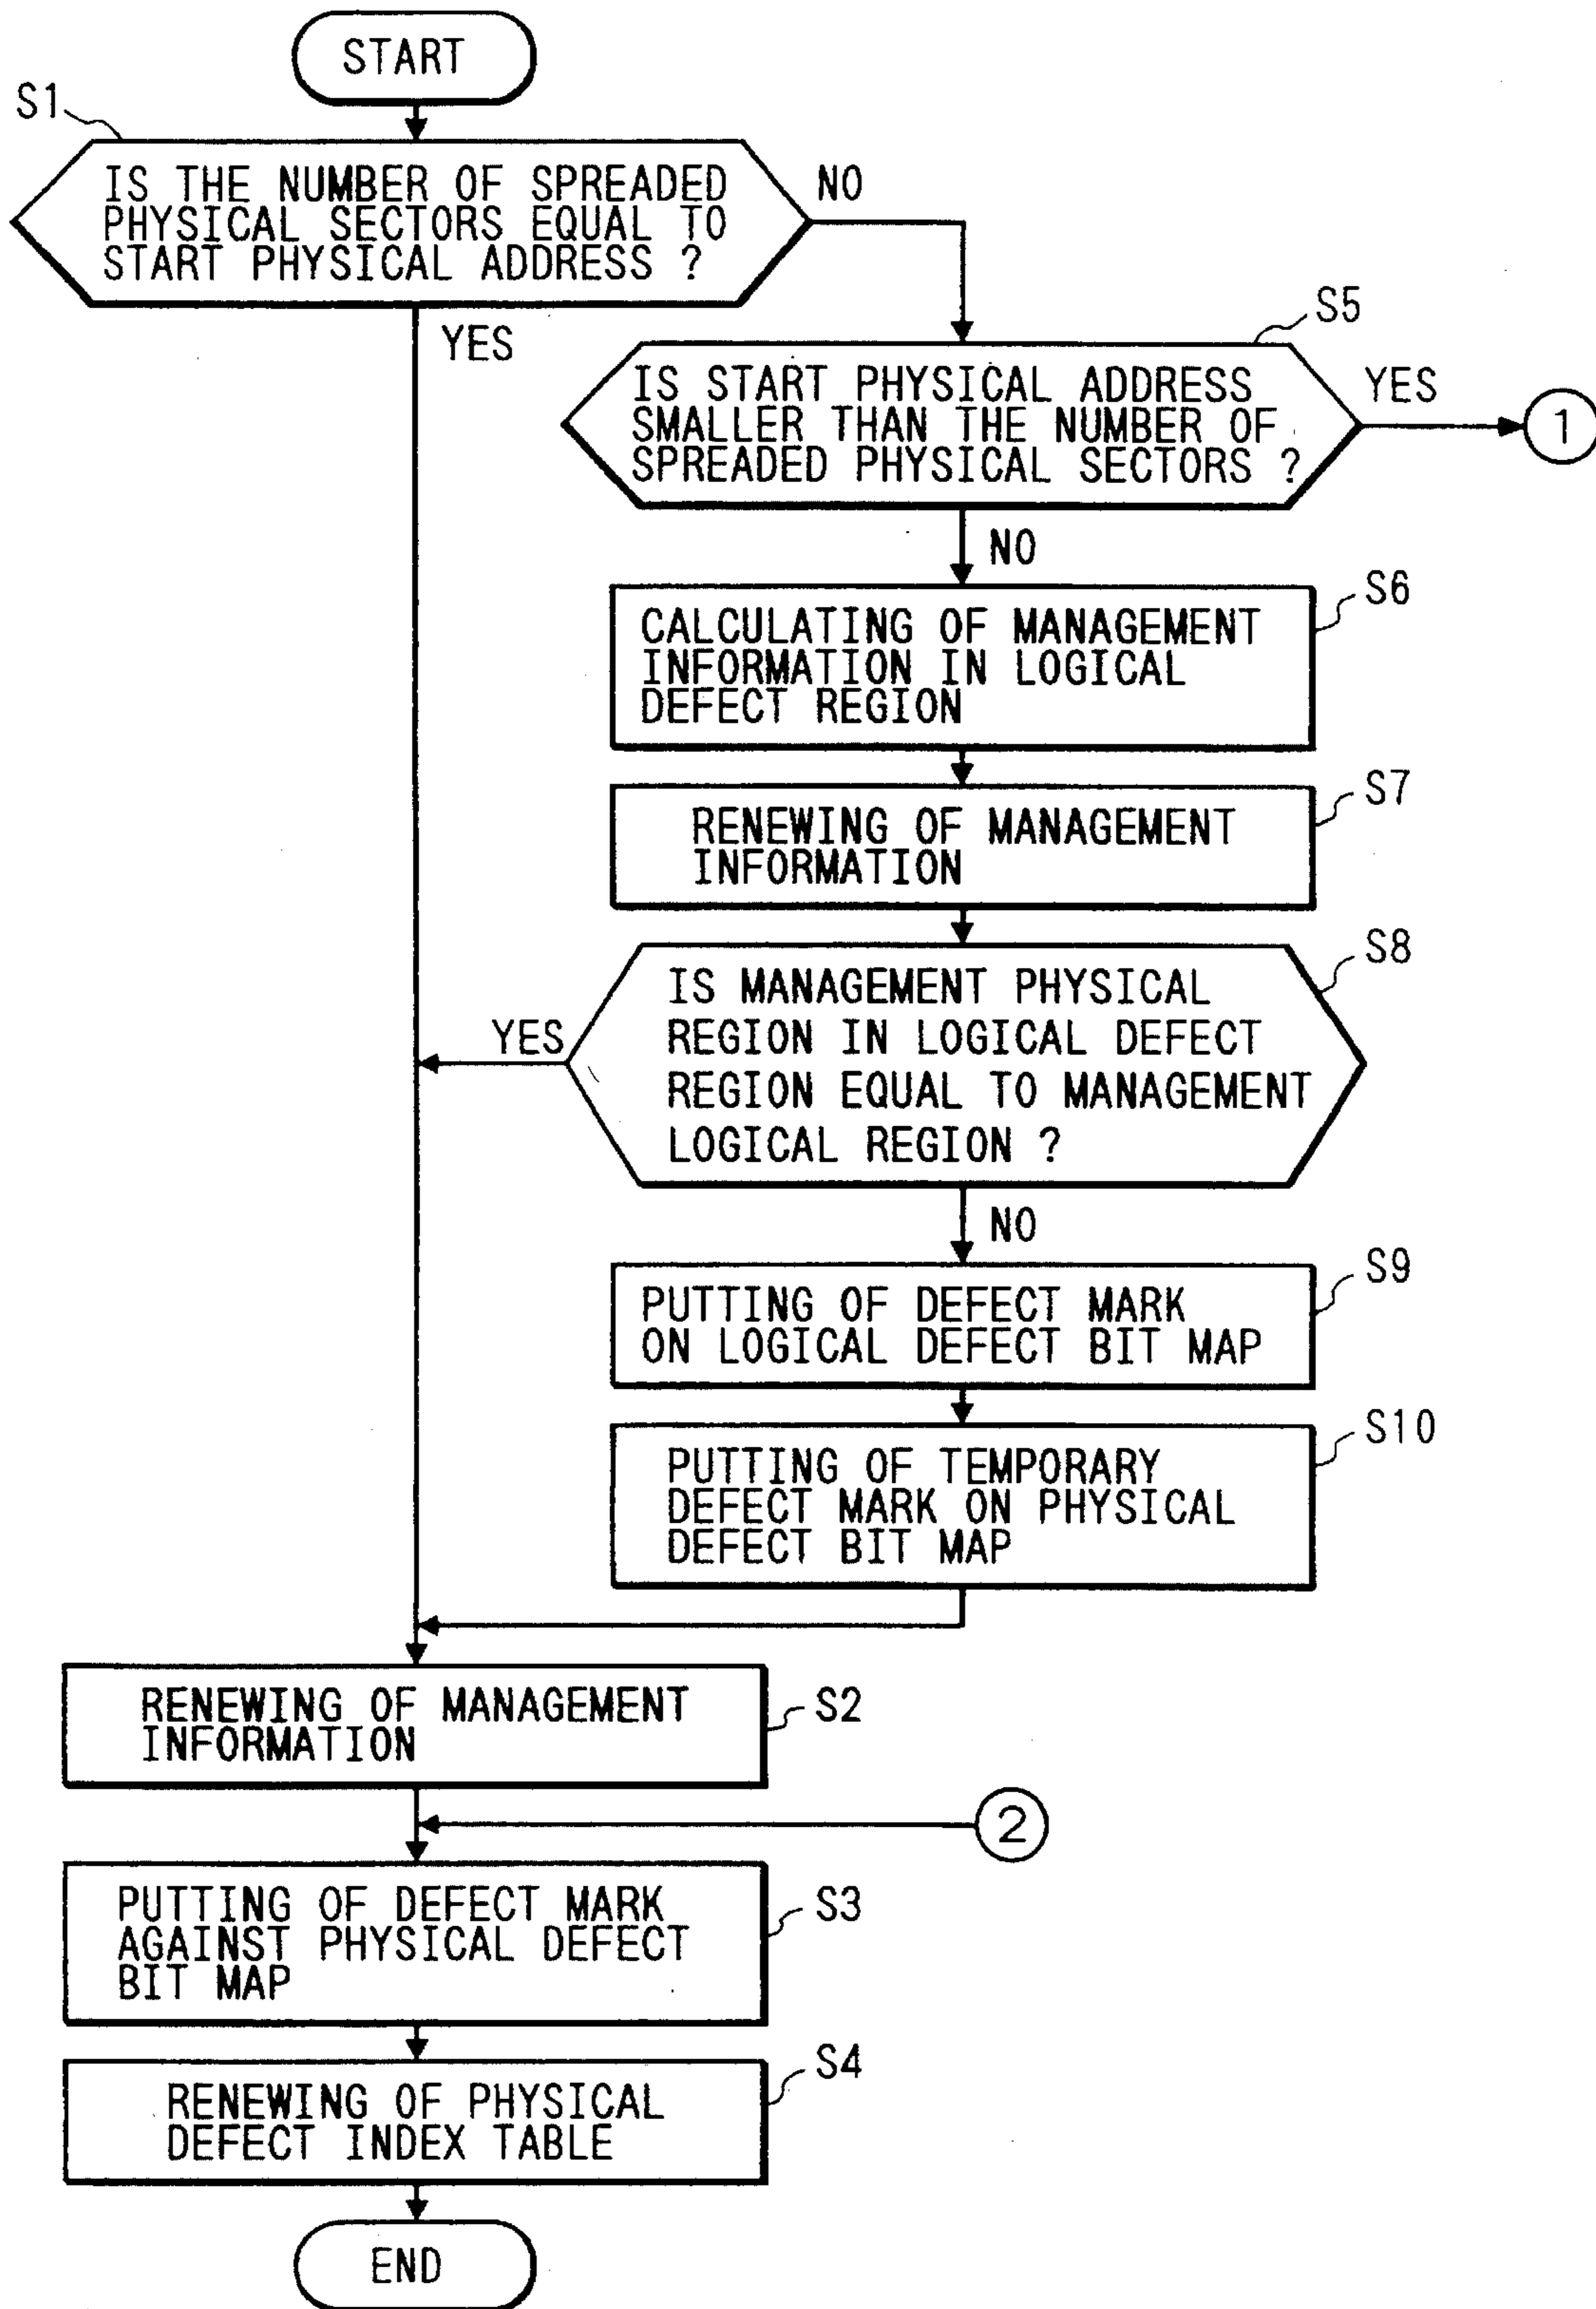 START
S1
IS THE NUMBER OF SPREADED
PHYSICAL SECTORS EQUAL TO
START PHYSICAL ADDRESS ?
NO
YES
S5
IS START PHYSICAL ADDRESS
SMALLER THAN THE NUMBER OF
SPREADED PHYSICAL SECTORS ?
YES
1
NO
S6
CALCULATING OF MANAGEMENT
INFORMATION IN LOGICAL
DEFECT REGION
S7
RENEWING OF MANAGEMENT
INFORMATION
S8
IS MANAGEMENT PHYSICAL
REGION IN LOGICAL DEFECT
REGION EQUAL TO MANAGEMENT
LOGICAL REGION ?
YES
NO
S9
PUTTING OF DEFECT MARK
ON LOGICAL DEFECT BIT MAP
S10
PUTTING OF TEMPORARY
DEFECT MARK ON PHYSICAL
DEFECT BIT MAP
RENEWING OF MANAGEMENT
INFORMATION
S2
2
PUTTING OF DEFECT MARK
AGAINST PHYSICAL DEFECT
BIT MAP
S3
RENEWING OF PHYSICAL
DEFECT INDEX TABLE
S4
END